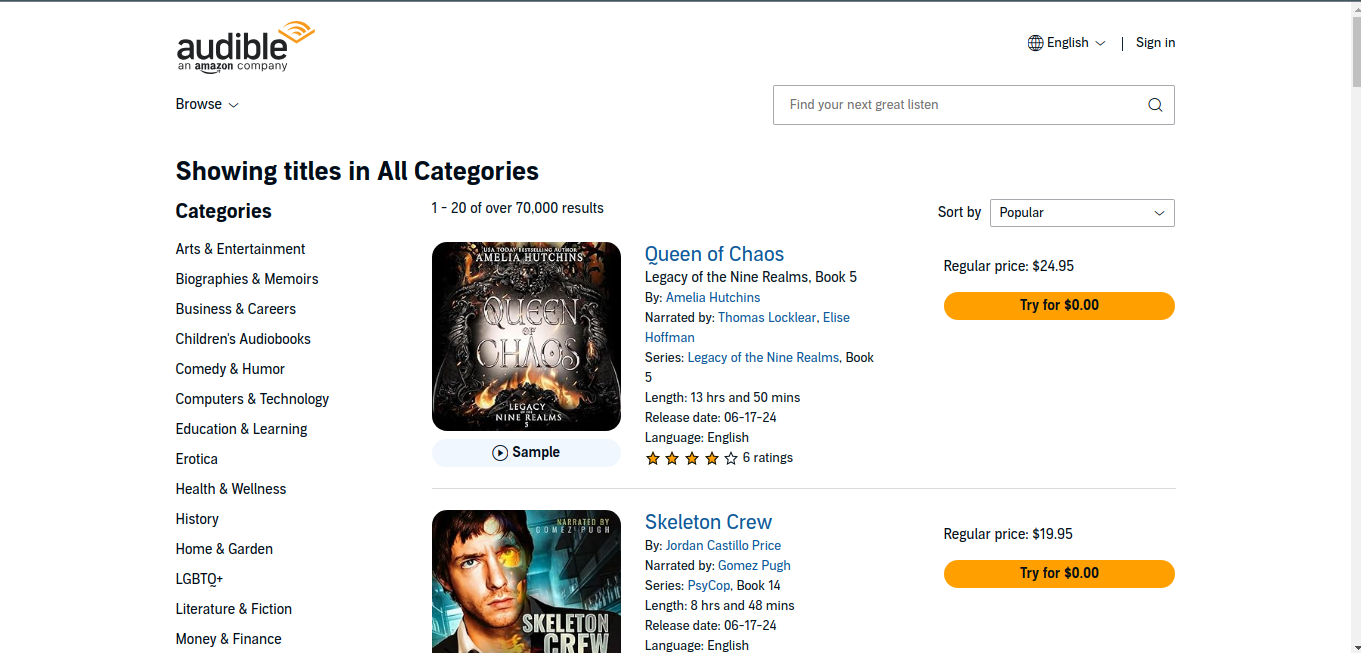 audible
an amazon company
English
|
Sign in
Browse
Find your next great listen
Showing titles in All Categories
Categories
Arts & Entertainment
Biographies & Memoirs
Business & Careers
Children's Audiobooks
Comedy & Humor
Computers & Technology
Education & Learning
Erotica
Health & Wellness
History
Home & Garden
LGBTQ+
Literature & Fiction
Money & Finance
1 - 20 of over 70,000 results
Sort by
Popular
USA TODAY BESTSELLING AUTHOR
AMELIA HUTCHINS
QUEEN
OF
CHAOS
LEGACY
OF THE
NINE REALMS
5
Sample
Queen of Chaos
Legacy of the Nine Realms, Book 5
By: Amelia Hutchins
Narrated by: Thomas Locklear, Elise
Hoffman
Series: Legacy of the Nine Realms, Book
5
Length: 13 hrs and 50 mins
Release date: 06-17-24
Language: English
6 ratings
Regular price: $24.95
Try for $0.00
NARRATED BY
GOMEZ PUGH
SKELETON
CREW
Skeleton Crew
By: Jordan Castillo Price
Narrated by: Gomez Pugh
Series: PsyCop, Book 14
Length: 8 hrs and 48 mins
Release date: 06-17-24
Language: English
Regular price: $19.95
Try for $0.00